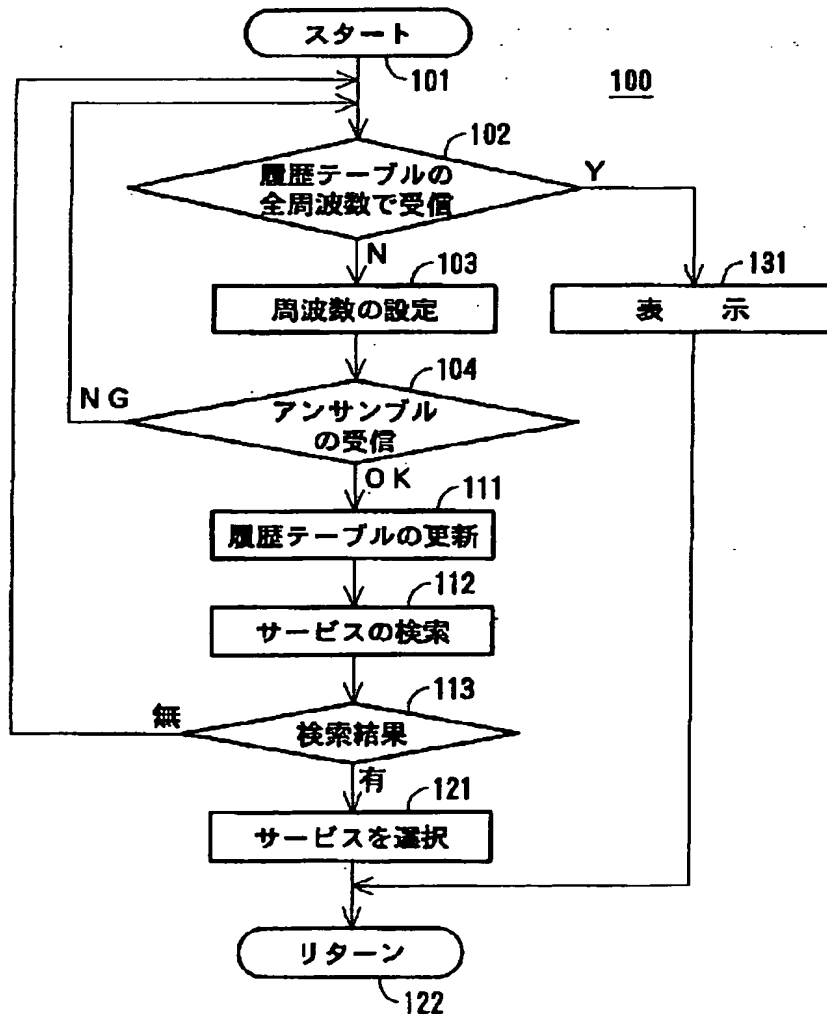 スタート
101
100
102
履歴テーブルの
全周波数で受信
Y
N
103
周波数の設定
131
表 示
104
NG
アンサンブル
の受信
OK
111
履歴テーブルの更新
112
サービスの検索
113
無
検索結果
有
121
サービスを選択
リターン
122